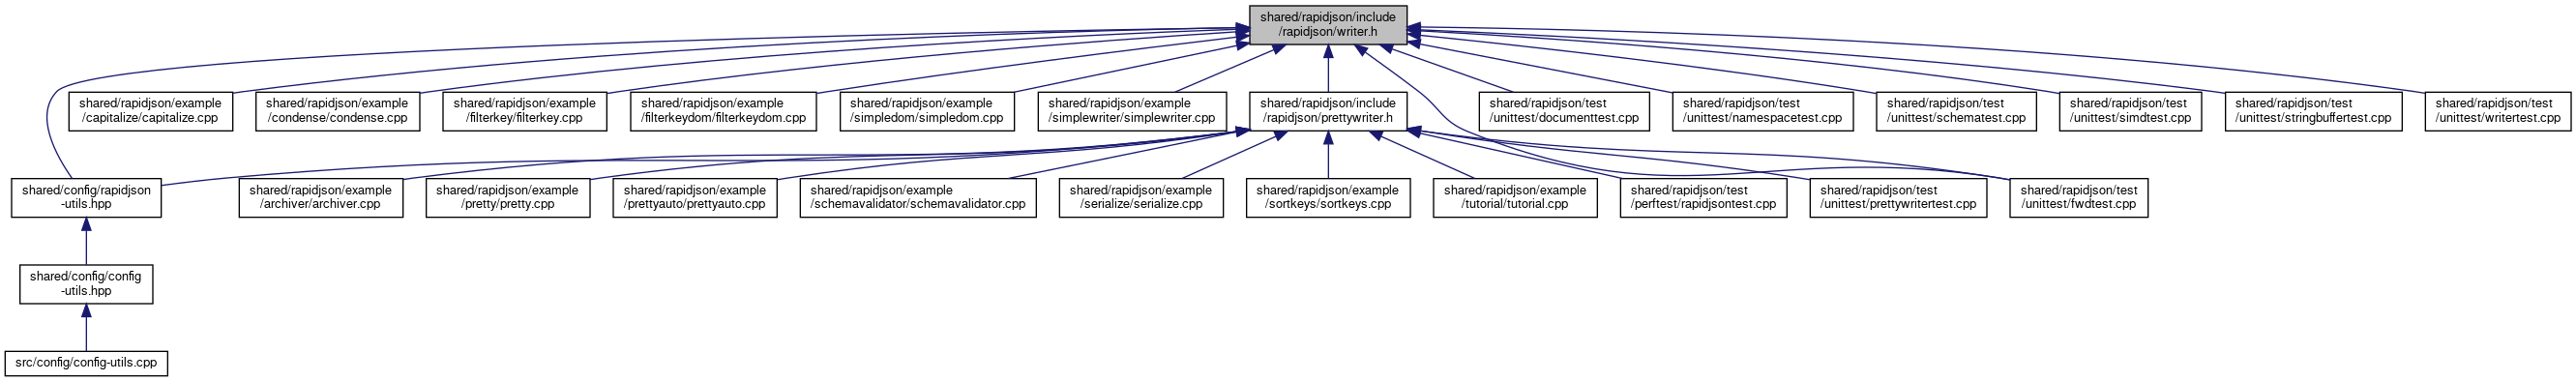 shared/rapidjson/include
/rapidjson/writer.h
shared/rapidjson/example
/capitalize/capitalize.cpp
shared/rapidjson/example
/condense/condense.cpp
shared/rapidjson/example
/filterkey/filterkey.cpp
shared/rapidjson/example
/filterkeydom/filterkeydom.cpp
shared/rapidjson/example
/simpledom/simpledom.cpp
shared/rapidjson/example
/simplewriter/simplewriter.cpp
shared/rapidjson/include
/rapidjson/prettywriter.h
shared/rapidjson/test
/unittest/documenttest.cpp
shared/rapidjson/test
/unittest/namespacetest.cpp
shared/rapidjson/test
/unittest/schematest.cpp
shared/rapidjson/test
/unittest/simdtest.cpp
shared/rapidjson/test
/unittest/stringbuffertest.cpp
shared/rapidjson/test
/unittest/writertest.cpp
shared/config/rapidjson
-utils.hpp
shared/rapidjson/example
/archiver/archiver.cpp
shared/rapidjson/example
/pretty/pretty.cpp
shared/rapidjson/example
/prettyauto/prettyauto.cpp
shared/rapidjson/example
/schemavalidator/schemavalidator.cpp
shared/rapidjson/example
/serialize/serialize.cpp
shared/rapidjson/example
/sortkeys/sortkeys.cpp
shared/rapidjson/example
/tutorial/tutorial.cpp
shared/rapidjson/test
/perftest/rapidjsontest.cpp
shared/rapidjson/test
/unittest/prettywritertest.cpp
shared/rapidjson/test
/unittest/fwdtest.cpp
shared/config/config
-utils.hpp
src/config/config-utils.cpp